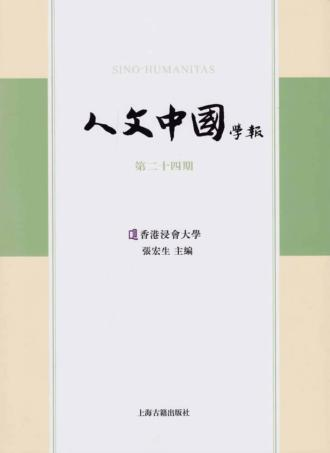 SINO-HUMANITAS
人文中國學報
第二十四期
香港浸會大學
張宏生 主編
上海古籍出版社